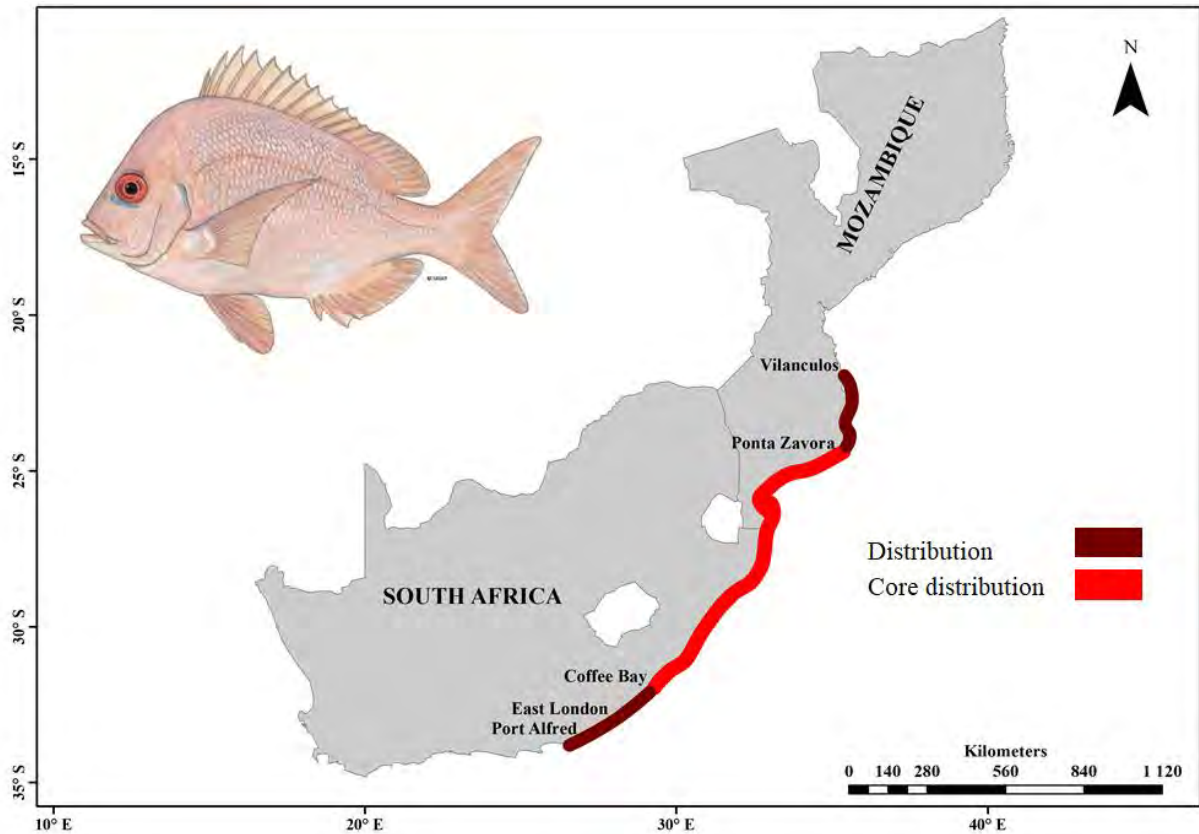 N
MOZAMBIQUE
15° S
20° S
25° S
30° S
35° S
Vilanculos
Ponta Zavora
Distribution
Core distribution
SOUTH AFRICA
Coffee Bay
East London
Port Alfred
Kilometers
0 140 280 560 840 1 120
10° E 20° E 30° E 40° E